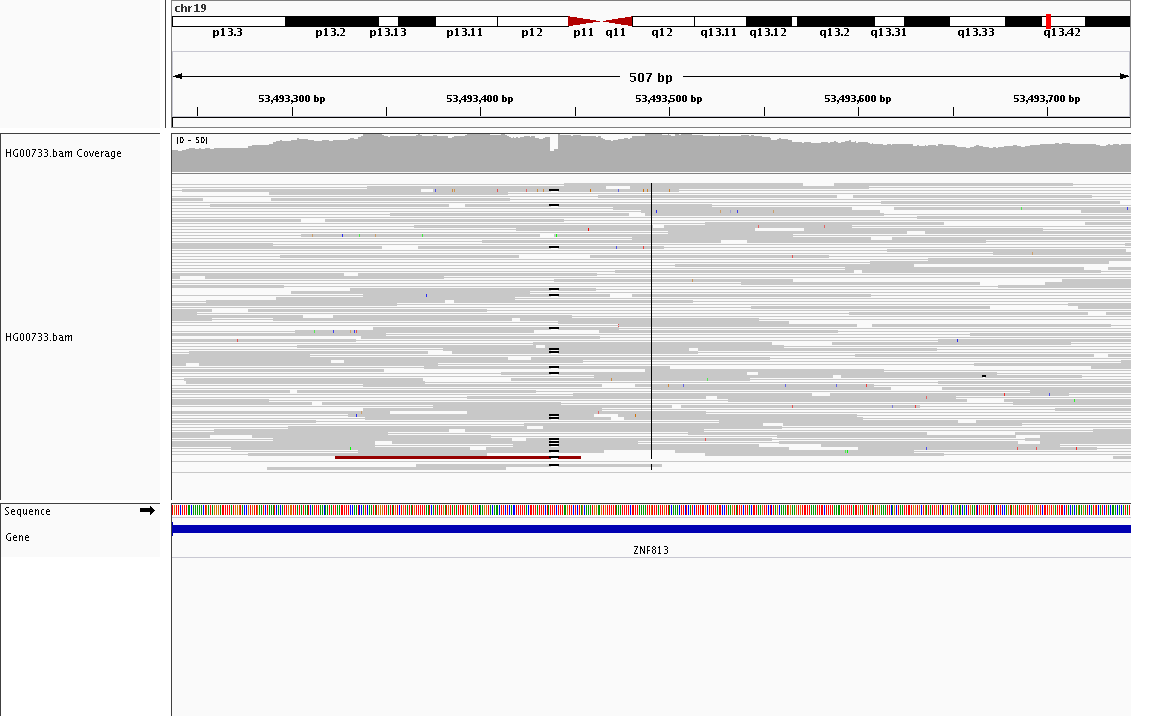 chr19
p13.3 p13.2 p13.13 p13.11 p12 p11 q11 q12 q13.11 q13.12 q13.2 q13.31 q13.33 q13.42
507 bp
53,493,300 bp 53,493,400 bp 53,493,500 bp 53,493,600 bp 53,493,700 bp
[0 - 50]
HG00733.bam Coverage
HG00733.bam
Sequence
Gene
ZNF813